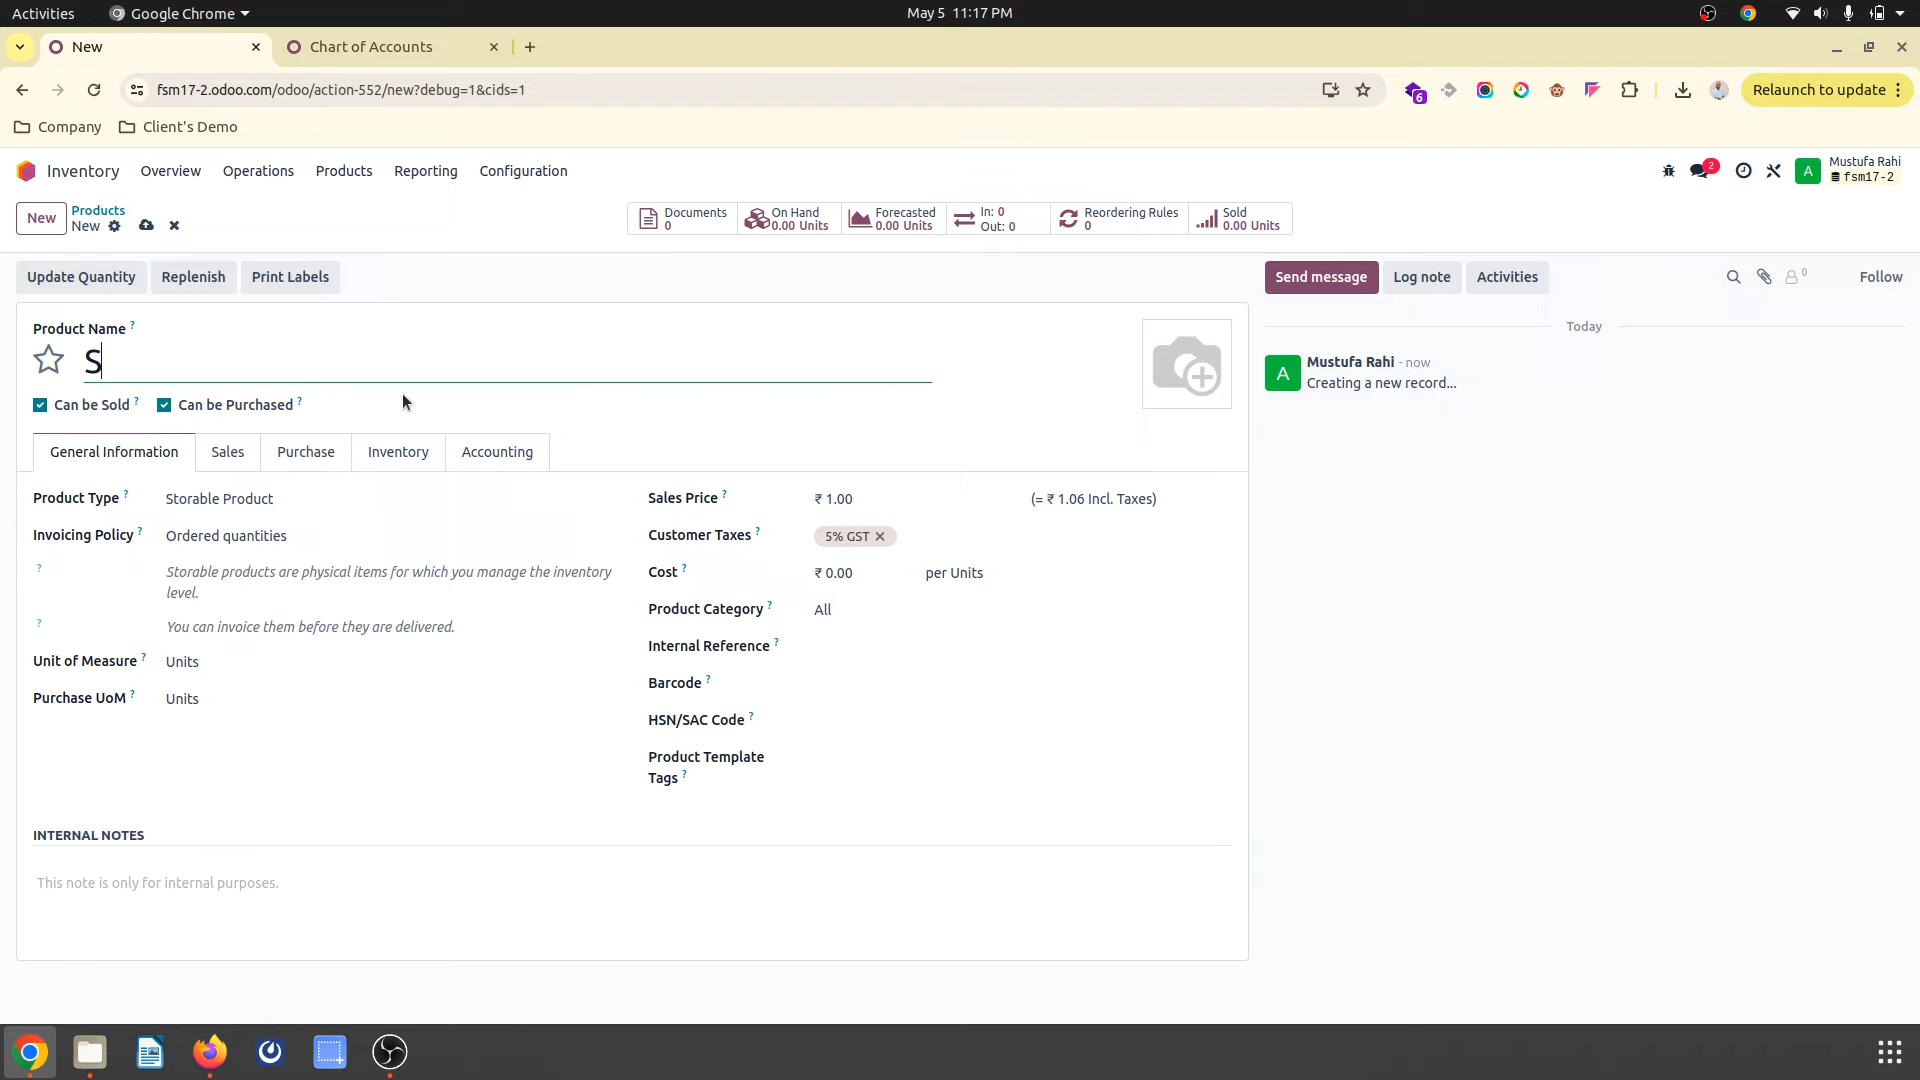 Activities Google Chrome May 5 11:17 PM
New Chart of Accounts
fsm17-2.odoo.com/odoo/action-552/new?debug=1&cids=1 6 Relaunch to update
Company Client's Demo
Inventory Overview Operations Products Reporting Configuration 2 A Mustufa Rahi
fsm17-2
New Products
New
Documents
0
On Hand
0.00 Units
Forecasted
0.00 Units
In: 0
Out: 0
Reordering Rules
0
Sold
0.00 Units
Update Quantity Replenish Print Labels Send message Log note Activities 0 Follow
Product Name ?
S
Can be Sold ? Can be Purchased ?
General Information Sales Purchase Inventory Accounting
Product Type ? Storable Product
Invoicing Policy ? Ordered quantities
? Storable products are physical items for which you manage the inventory
level.
? You can invoice them before they are delivered.
Unit of Measure ? Units
Purchase UoM ? Units
Sales Price ? ₹ 1.00 (= ₹ 1.06 Incl. Taxes)
Customer Taxes ? 5% GST
Cost ? ₹ 0.00 per Units
Product Category ? All
Internal Reference ?
Barcode ?
HSN/SAC Code ?
Product Template
Tags ?
INTERNAL NOTES
This note is only for internal purposes.
Today
A Mustufa Rahi - now
Creating a new record...